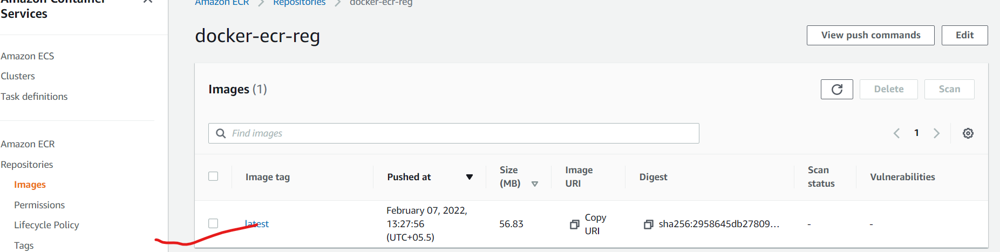 Amazon Container
Services
Amazon ECS
Clusters
Task definitions
Amazon ECR
Repositories
Images
Permissions
Lifecycle Policy
Tags
Amazon ECR > Repositories > docker-ecr-reg
docker-ecr-reg
View push commands
Edit
Images (1)
Delete
Scan
Find images
1
Image tag
Pushed at
Size
(MB)
Image
URI
Digest
Scan
status
Vulnerabilities
latest
February 07, 2022,
13:27:56
(UTC+05.5)
56.83
Copy
URI
sha256:2958645db27809...
-
-